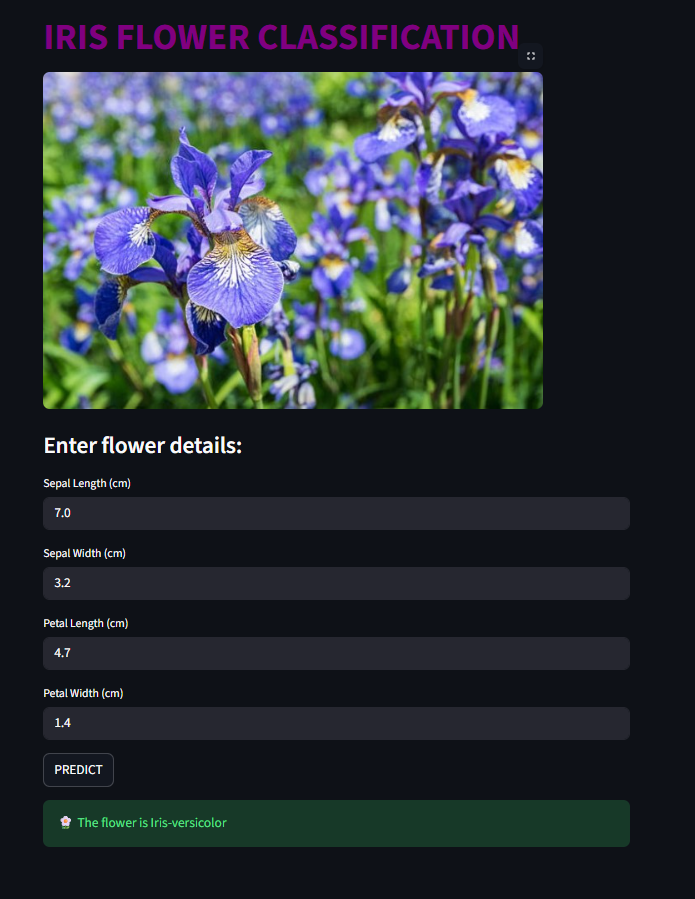 IRIS FLOWER CLASSIFICATION
Enter flower details:
Sepal Length (cm)
7.0
Sepal Width (cm)
3.2
Petal Length (cm)
4.7
Petal Width (cm)
1.4
PREDICT
The flower is Iris-versicolor